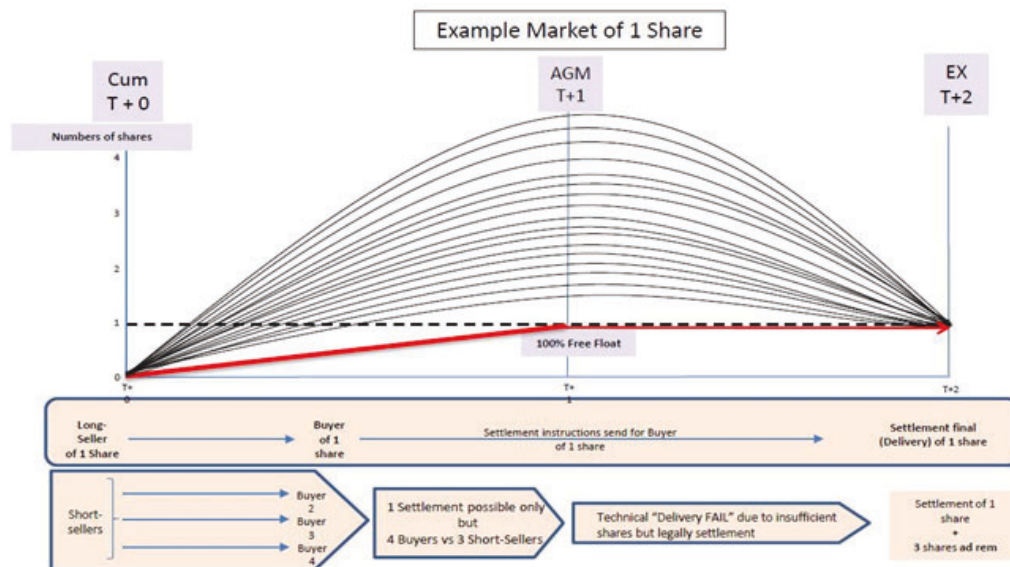 Example Market of 1 Share
Cum
T + 0
AGM
T+1
EX
T+2
Numbers of shares
4
3
2
1
0
100% Free Float
T+
0
T+
1
T+2
Long-
Seller
of 1 Share
Buyer
of 1
share
Settlement instructions send for Buyer
of 1 share
Settlement final
(Delivery) of 1 share
Short-
sellers
Buyer
2
Buyer
3
Buyer
4
1 Settlement possible only
but
4 Buyers vs 3 Short-Sellers
Technical “Delivery FAIL” due to insufficient
shares but legally settlement
Settlement of 1
share
+
3 shares ad rem